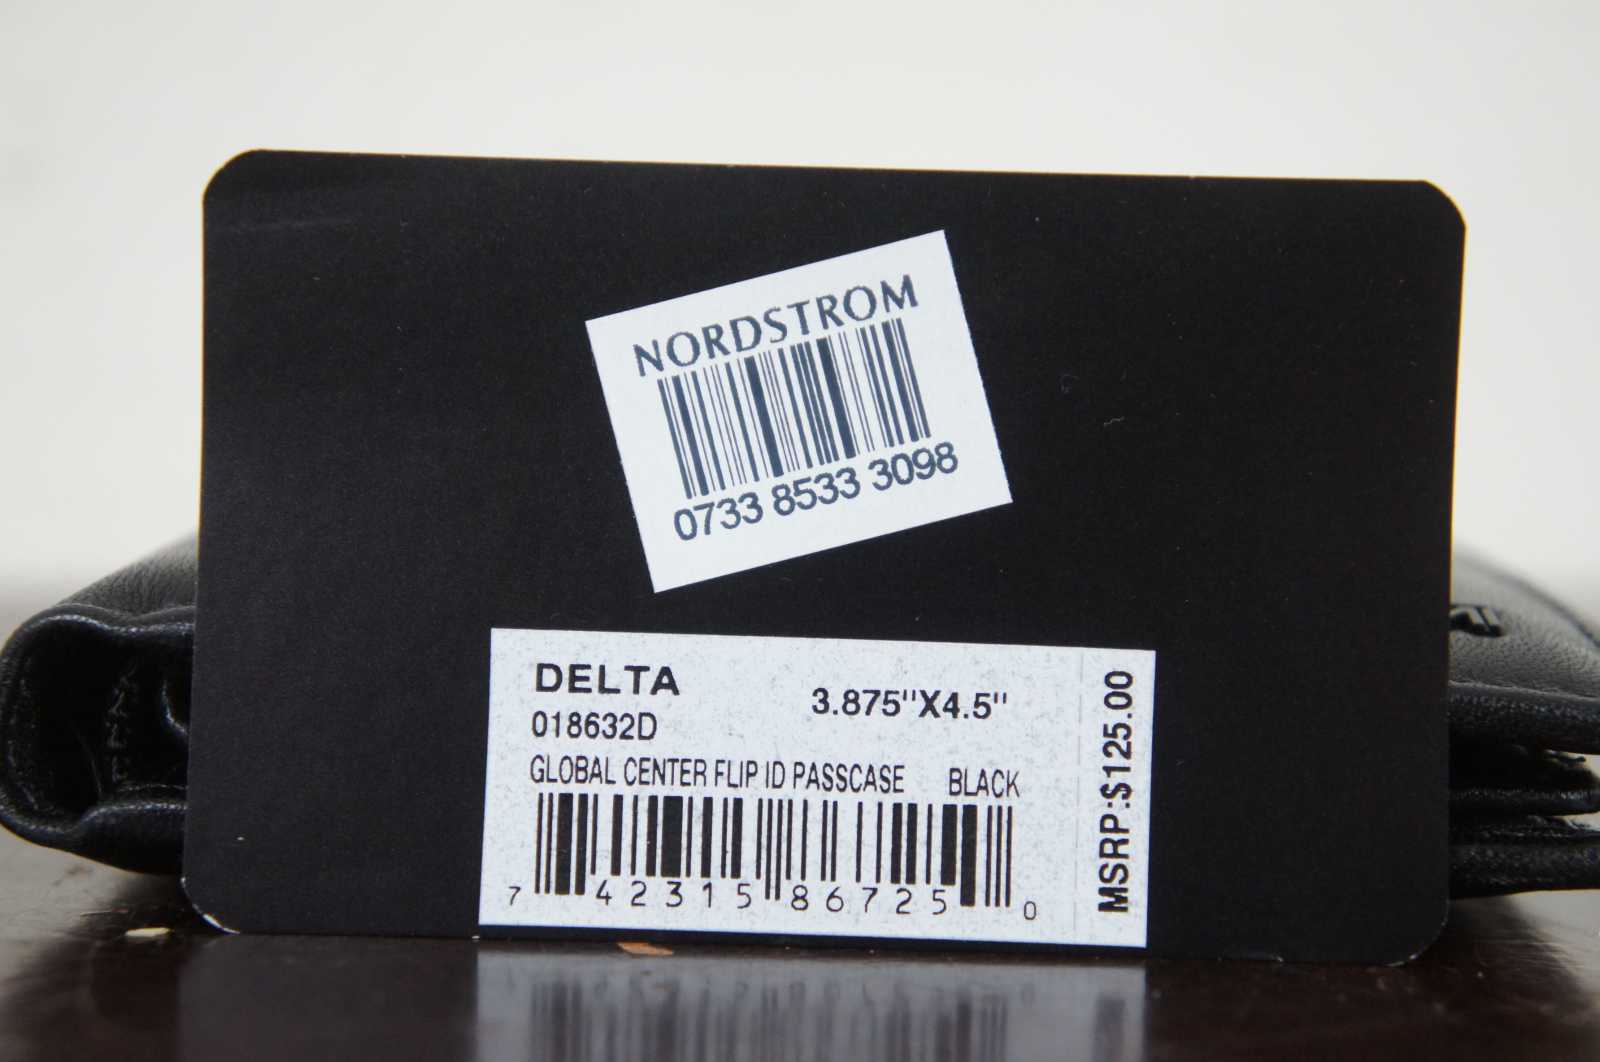 NORDSTROM
0733 8533 3098
DELTA
3.875"X4.5"
018632D
GLOBAL CENTER FLIP ID PASSCASE BLACK
7 42315 86725 0
MSRP:$125.00